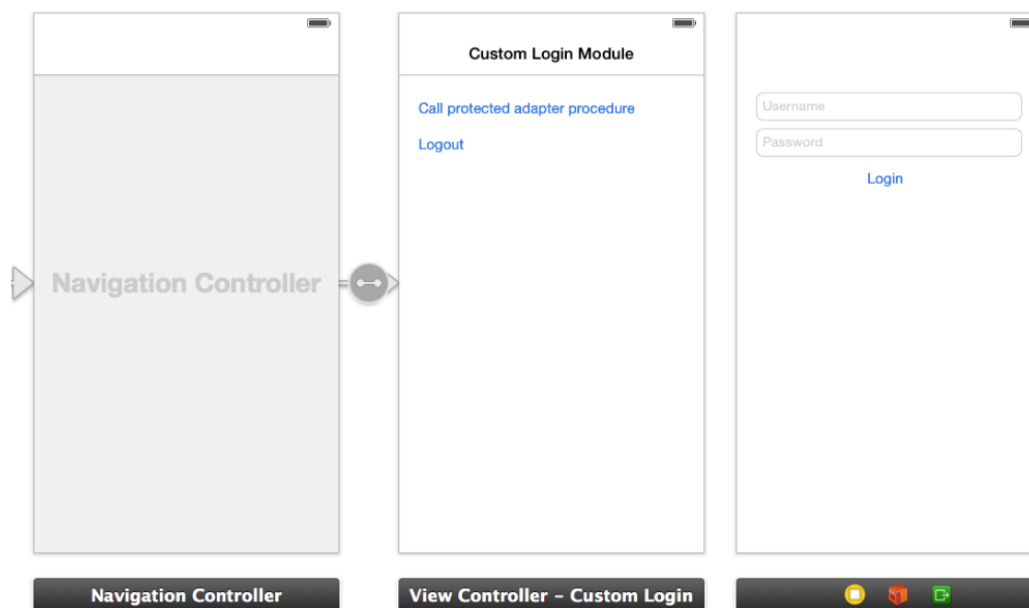 Custom Login Module
Call protected adapter procedure
Logout
Username
Password
Login
Navigation Controller
Navigation Controller
View Controller – Custom Login